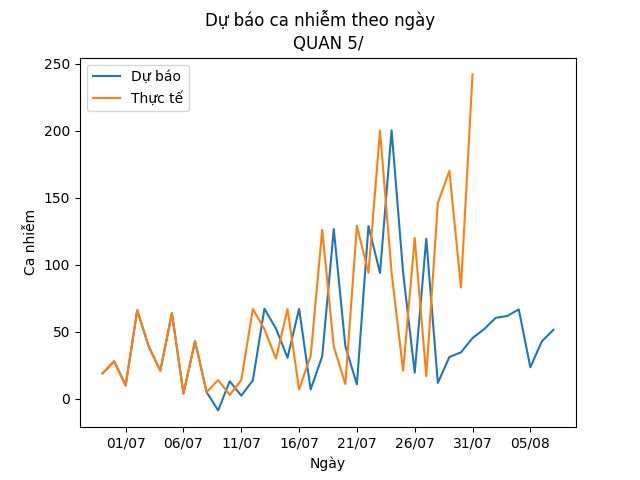 Dự báo ca nhiễm theo ngày
QUAN 5/
Dự báo
Thực tế
Ca nhiễm
250
200
150
100
50
0
01/07 06/07 11/07 16/07 21/07 26/07 31/07 05/08
Ngày